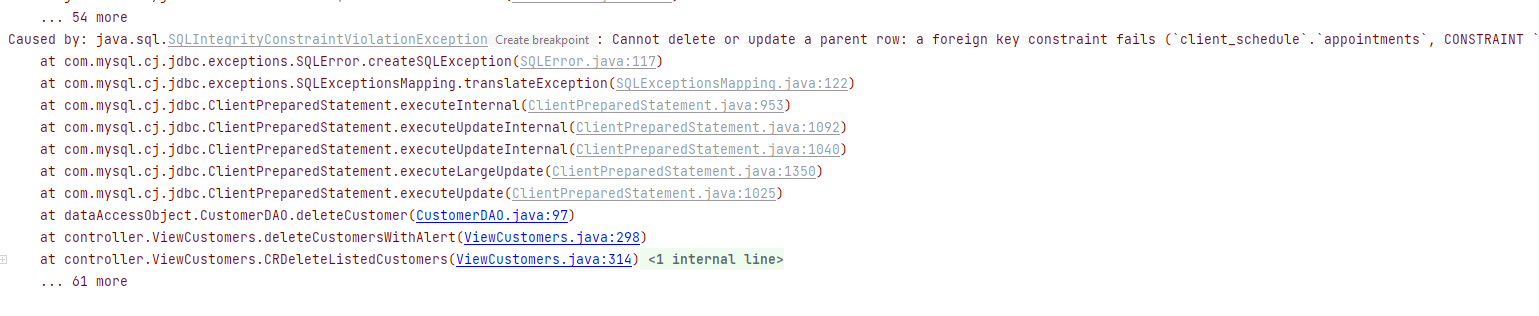 ... 54 more
Caused by: java.sql.SQLIntegrityConstraintViolationException Create breakpoint : Cannot delete or update a parent row: a foreign key constraint fails (`client_schedule`.`appointments`, CONSTRAINT `
at com.mysql.cj.jdbc.exceptions.SQLError.createSQLException(SQLError.java:117)
at com.mysql.cj.jdbc.exceptions.SQLExceptionsMapping.translateException(SQLExceptionsMapping.java:122)
at com.mysql.cj.jdbc.ClientPreparedStatement.executeInternal(ClientPreparedStatement.java:953)
at com.mysql.cj.jdbc.ClientPreparedStatement.executeUpdateInternal(ClientPreparedStatement.java:1092)
at com.mysql.cj.jdbc.ClientPreparedStatement.executeUpdateInternal(ClientPreparedStatement.java:1040)
at com.mysql.cj.jdbc.ClientPreparedStatement.executeLargeUpdate(ClientPreparedStatement.java:1350)
at com.mysql.cj.jdbc.ClientPreparedStatement.executeUpdate(ClientPreparedStatement.java:1025)
at dataAccessObject.CustomerDAO.deleteCustomer(CustomerDAO.java:97)
at controller.ViewCustomers.deleteCustomersWithAlert(ViewCustomers.java:298)
at controller.ViewCustomers.CRDeleteListedCustomers(ViewCustomers.java:314) <1 internal line>
... 61 more